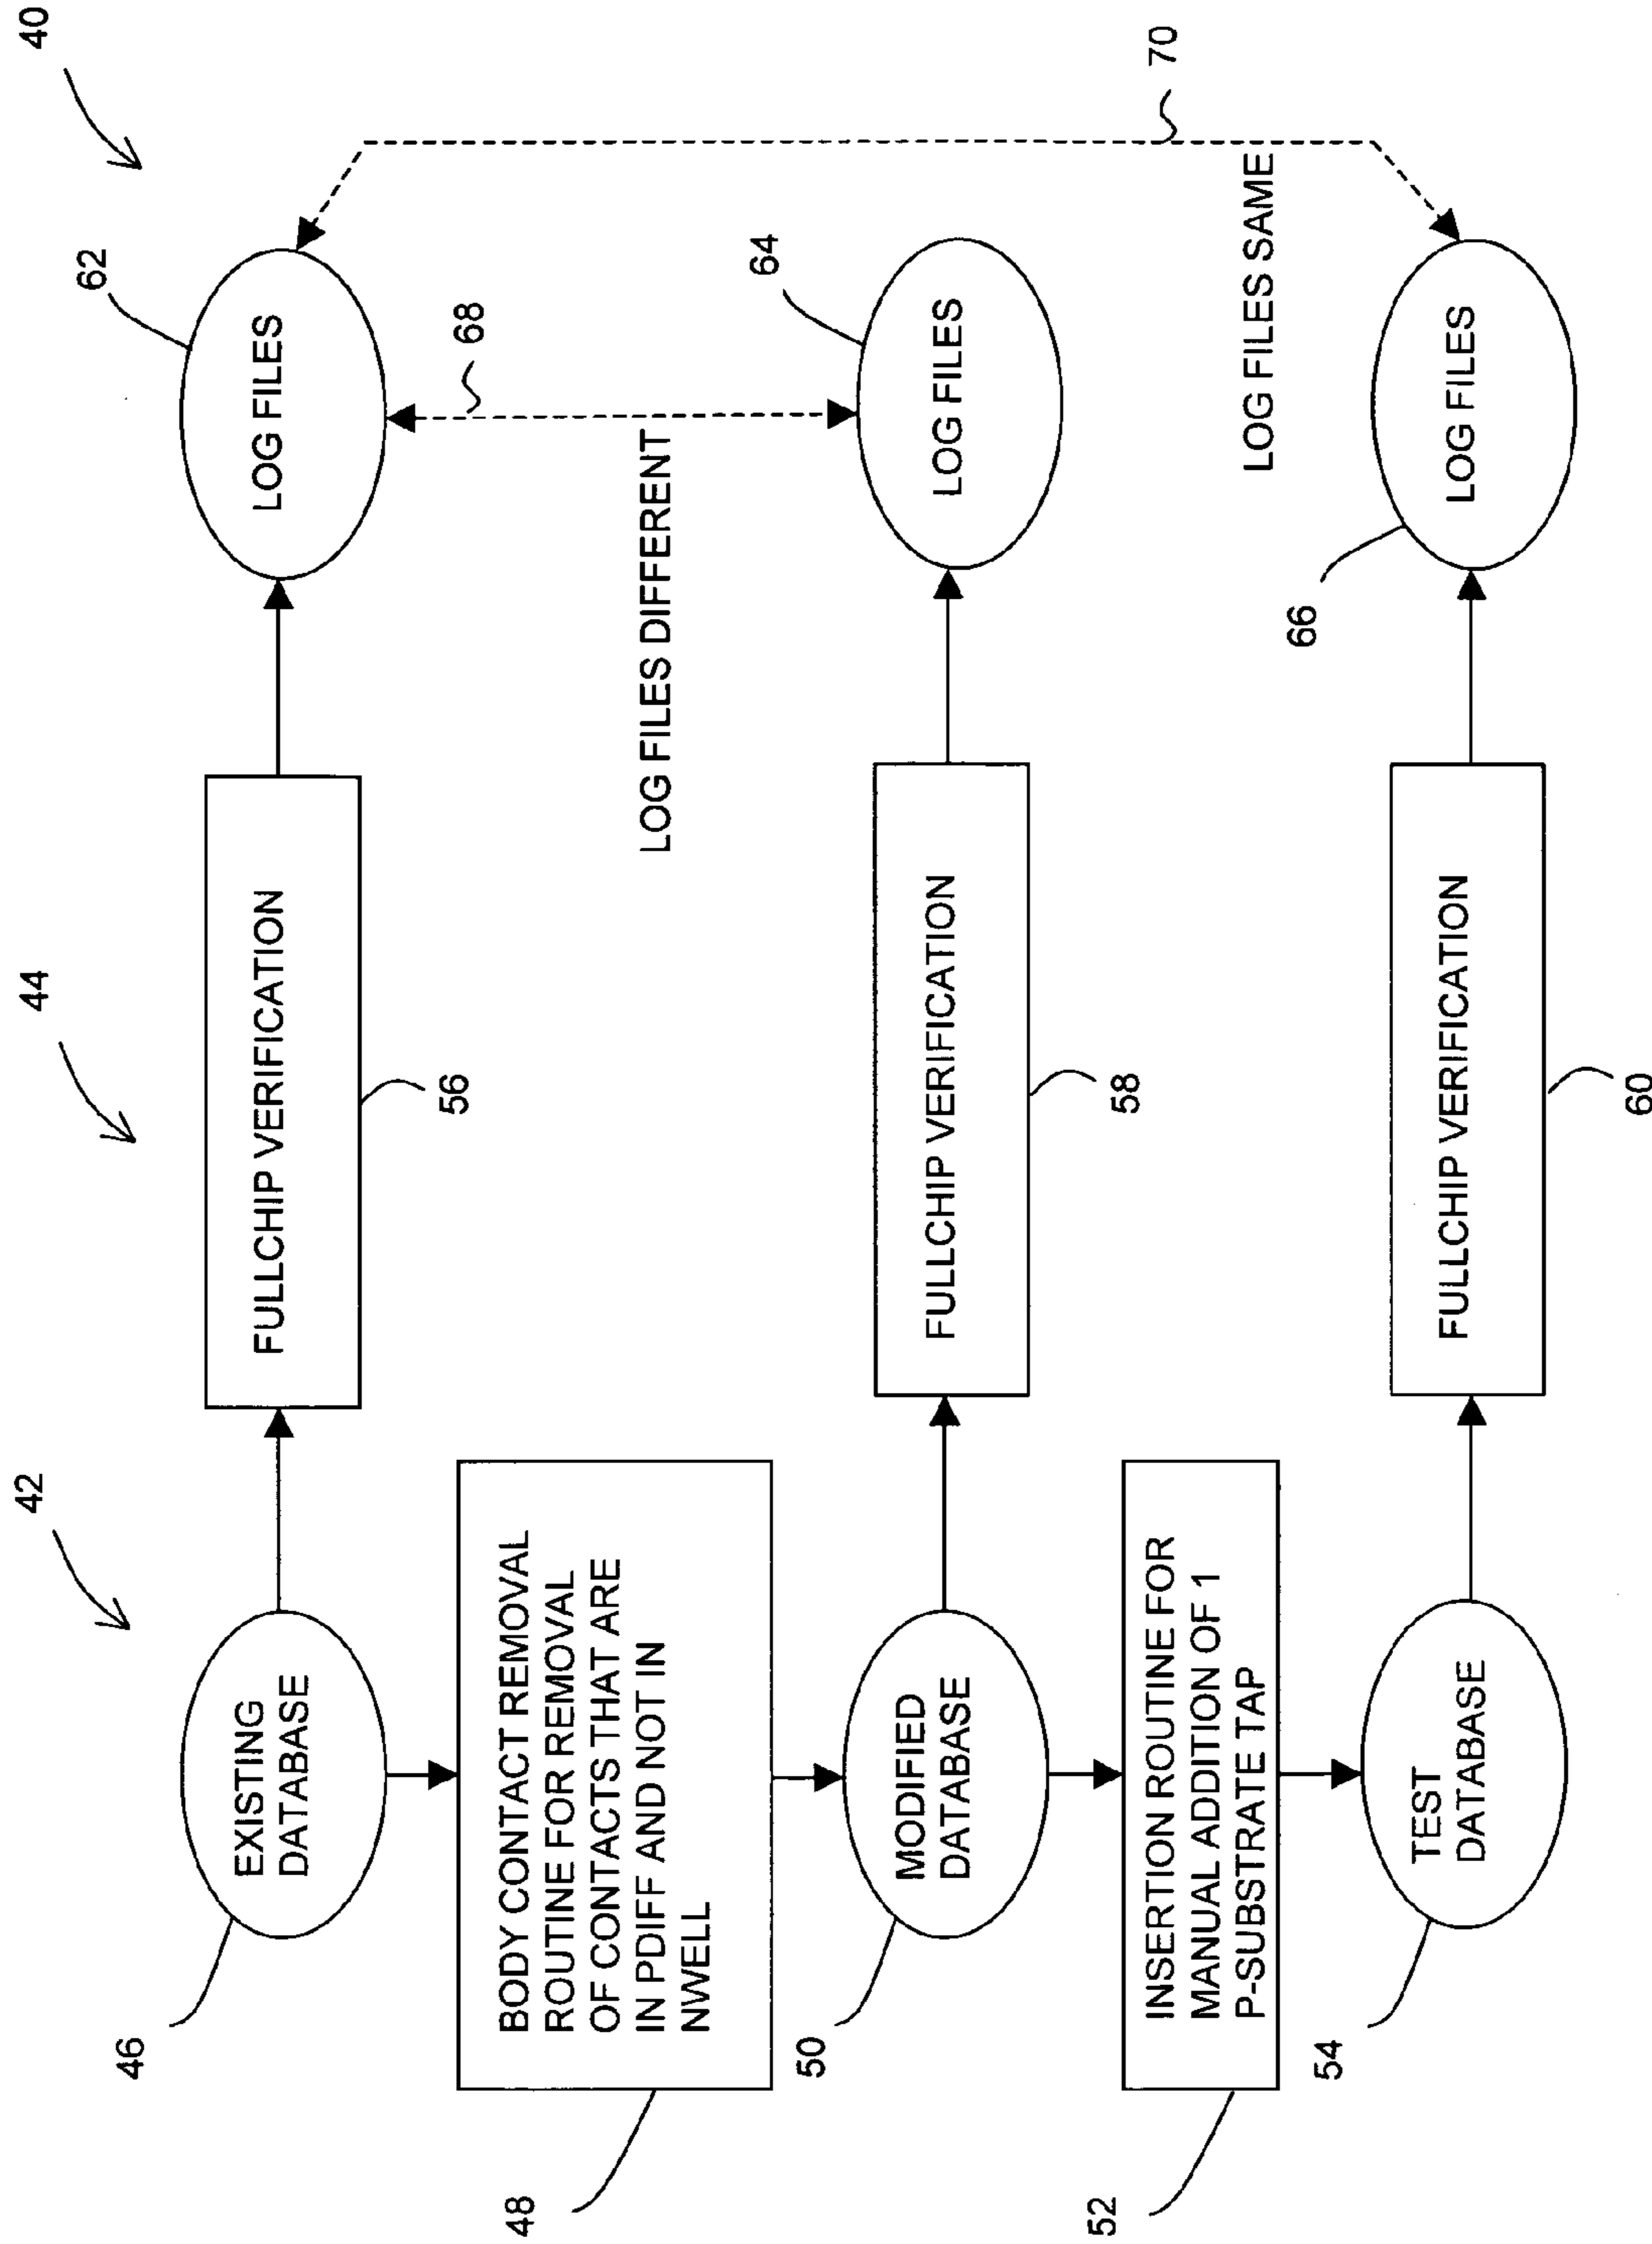 40
42
44
EXISTING
DATABASE
46
FULLCHIP VERIFICATION
56
LOG FILES
62
BODY CONTACT REMOVAL
ROUTINE FOR REMOVAL
OF CONTACTS THAT ARE
IN PDIFF AND NOT IN
NWELL
48
LOG FILES DIFFERENT
68
MODIFIED
DATABASE
50
FULLCHIP VERIFICATION
58
LOG FILES
64
INSERTION ROUTINE FOR
MANUAL ADDITION OF 1
P-SUBSTRATE TAP
52
LOG FILES SAME
70
TEST
DATABASE
54
FULLCHIP VERIFICATION
60
LOG FILES
66